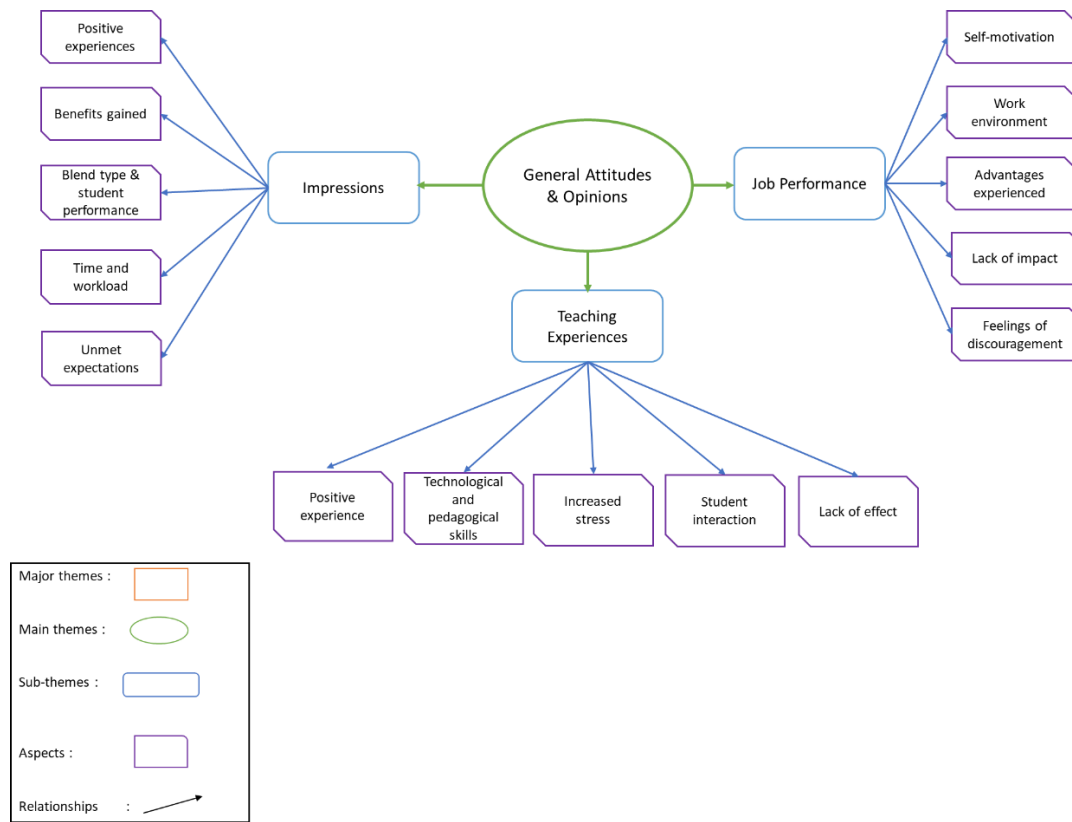 Positive
experiences
Benefits gained
Blend type &
student
performance
Time and
workload
Unmet
expectations
Impressions
General Attitudes
& Opinions
Job Performance
Self-motivation
Work
environment
Advantages
experienced
Lack of impact
Feelings of
discouragement
Teaching
Experiences
Positive
experience
Technological
and
pedagogical
skills
Increased
stress
Student
interaction
Lack of effect
Major themes :
Main themes :
Sub-themes :
Aspects :
Relationships :